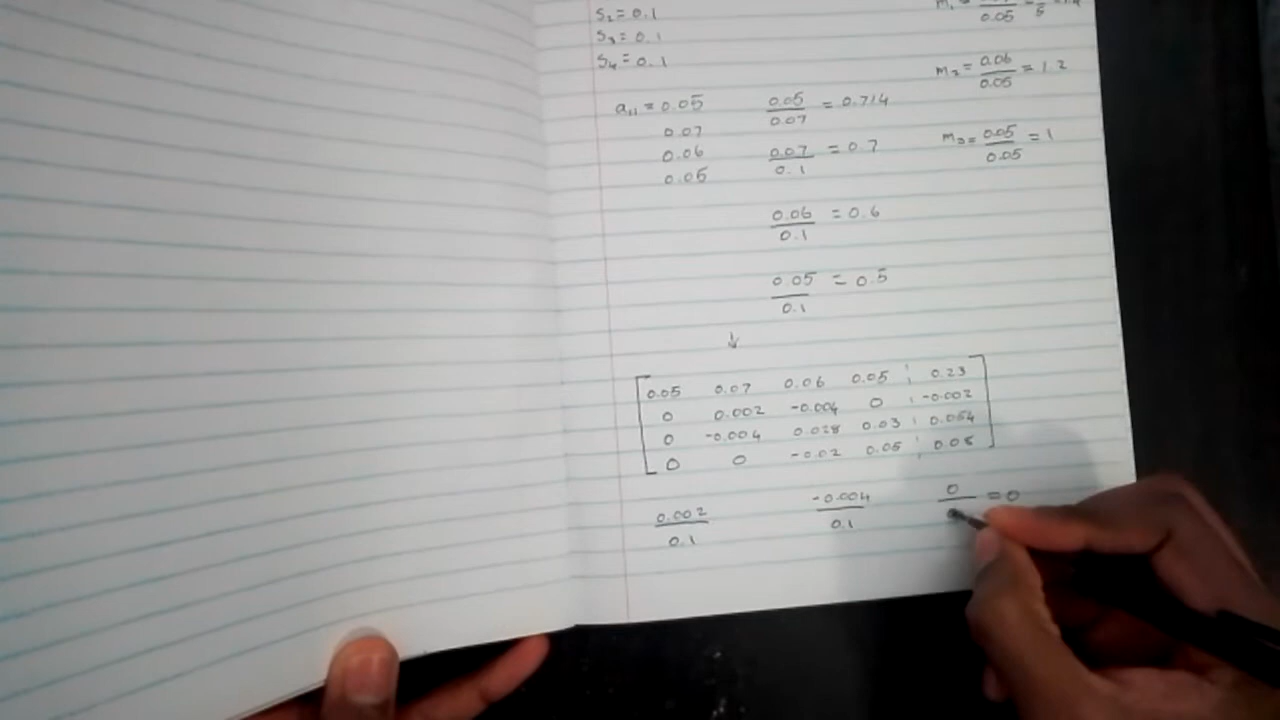 S₂ = 0.1
S₃ = 0.1
S₄ = 0.1
0.05
m₂ = 0.06/0.05 = 1.2
a₁₁ = 0.05
0.07
0.06
0.05
0.05/0.07 = 0.714
0.07/0.1 = 0.7
m₃ = 0.05/0.05 = 1
0.06/0.1 = 0.6
0.05/0.1 = 0.5
↓
0.05 0.07 0.06 0.05 ¦ 0.23
0 0.002 -0.004 0 ¦ -0.002
0 -0.004 0.028 0.03 ¦ 0.054
0 0 -0.02 0.05 ¦ 0.08
0.002/0.1 -0.004/0.1 0/ = 0